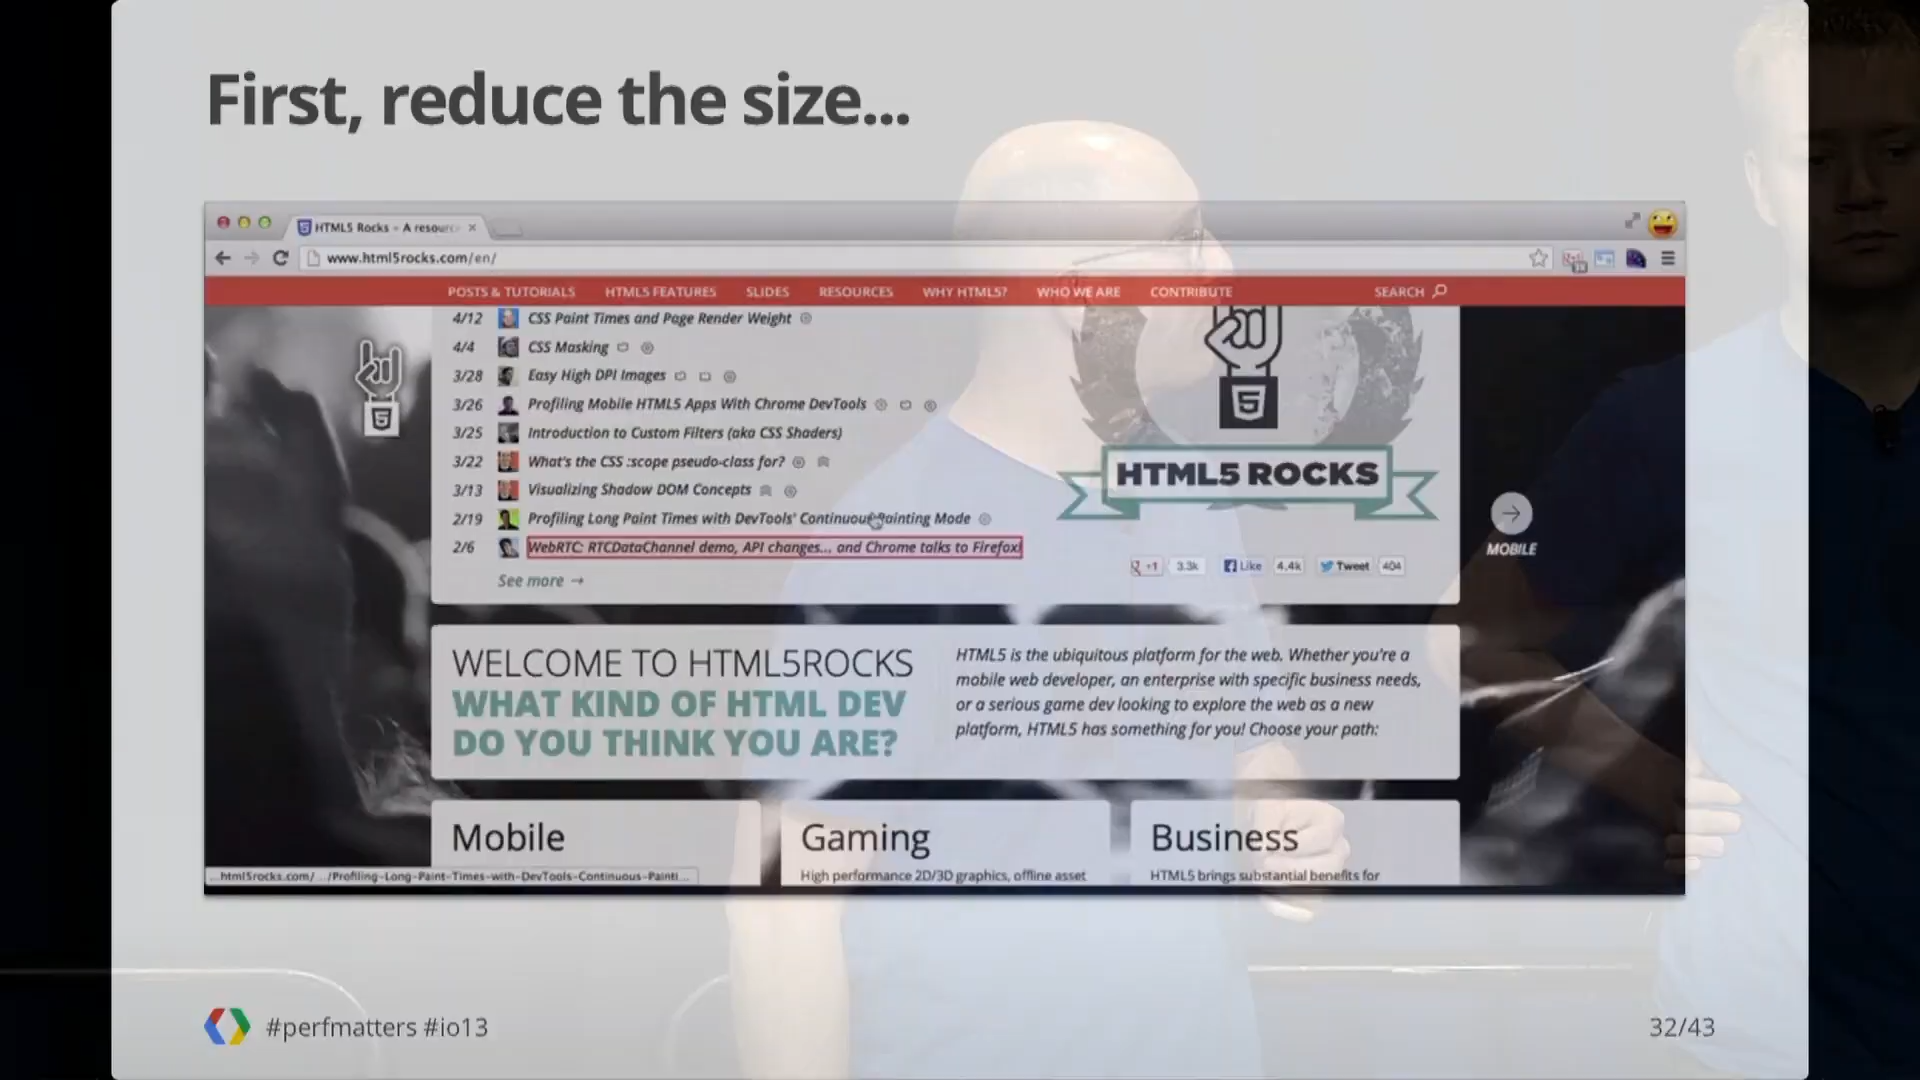 First, reduce the size...
HTML5 Rocks - A resourc
www.html5rocks.com/en/
POSTS & TUTORIALS HTML5 FEATURES SLIDES RESOURCES WHY HTML5? WHO WE ARE CONTRIBUTE SEARCH
4/12 CSS Paint Times and Page Render Weight
4/4 CSS Masking
3/28 Easy High DPI Images
3/26 Profiling Mobile HTML5 Apps With Chrome DevTools
3/25 Introduction to Custom Filters (aka CSS Shaders)
3/22 What's the CSS :scope pseudo-class for?
3/13 Visualizing Shadow DOM Concepts
2/19 Profiling Long Paint Times with DevTools' Continuous Painting Mode
2/6 WebRTC: RTCDataChannel demo, API changes... and Chrome talks to Firefox!
See more →
5
5
HTML5 ROCKS
MOBILE
+1 3.3k Like 4.4k Tweet 404
WELCOME TO HTML5ROCKS
WHAT KIND OF HTML DEV
DO YOU THINK YOU ARE?
HTML5 is the ubiquitous platform for the web. Whether you're a
mobile web developer, an enterprise with specific business needs,
or a serious game dev looking to explore the web as a new
platform, HTML5 has something for you! Choose your path:
Mobile Gaming Business
High performance 2D/3D graphics, offline asset
HTML5 brings substantial benefits for
...html5rocks.com/.../Profiling-Long-Paint-Times-with-DevTools-Continuous-Painti...
#perfmatters #io13
32/43